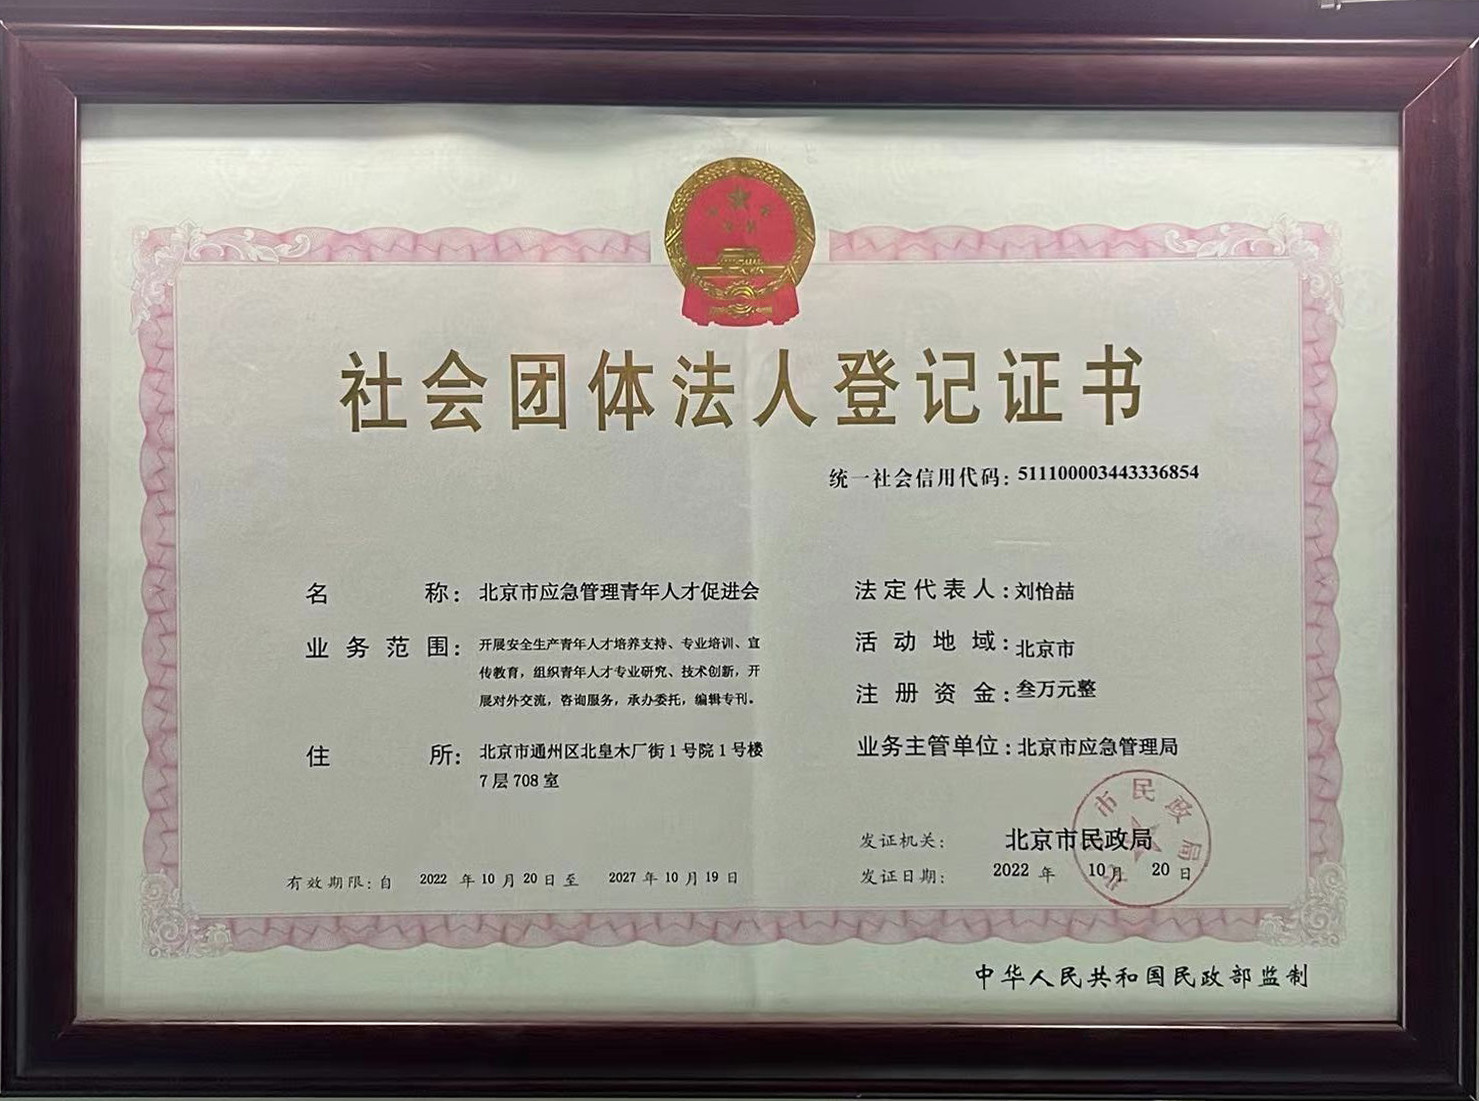 社会团体法人登记证书
统一社会信用代码：511100003443336854
名称：北京市应急管理青年人才促进会
业务范围：开展安全生产青年人才培养支持、专业培训、宣
传教育，组织青年人才专业研究、技术创新，开
展对外交流，咨询服务，承办委托，编辑专刊。
住所：北京市通州区北皇木厂街1号院1号楼
7层708室
有效期限：自 2022 年 10 月 20 日至 2027 年 10 月 19 日
法定代表人：刘怡喆
活动地域：北京市
注册资金：叁万元整
业务主管单位：北京市应急管理局
发证机关：北京市民政局
发证日期：2022 年 10 月 20 日
北京市民政局
中华人民共和国民政部监制